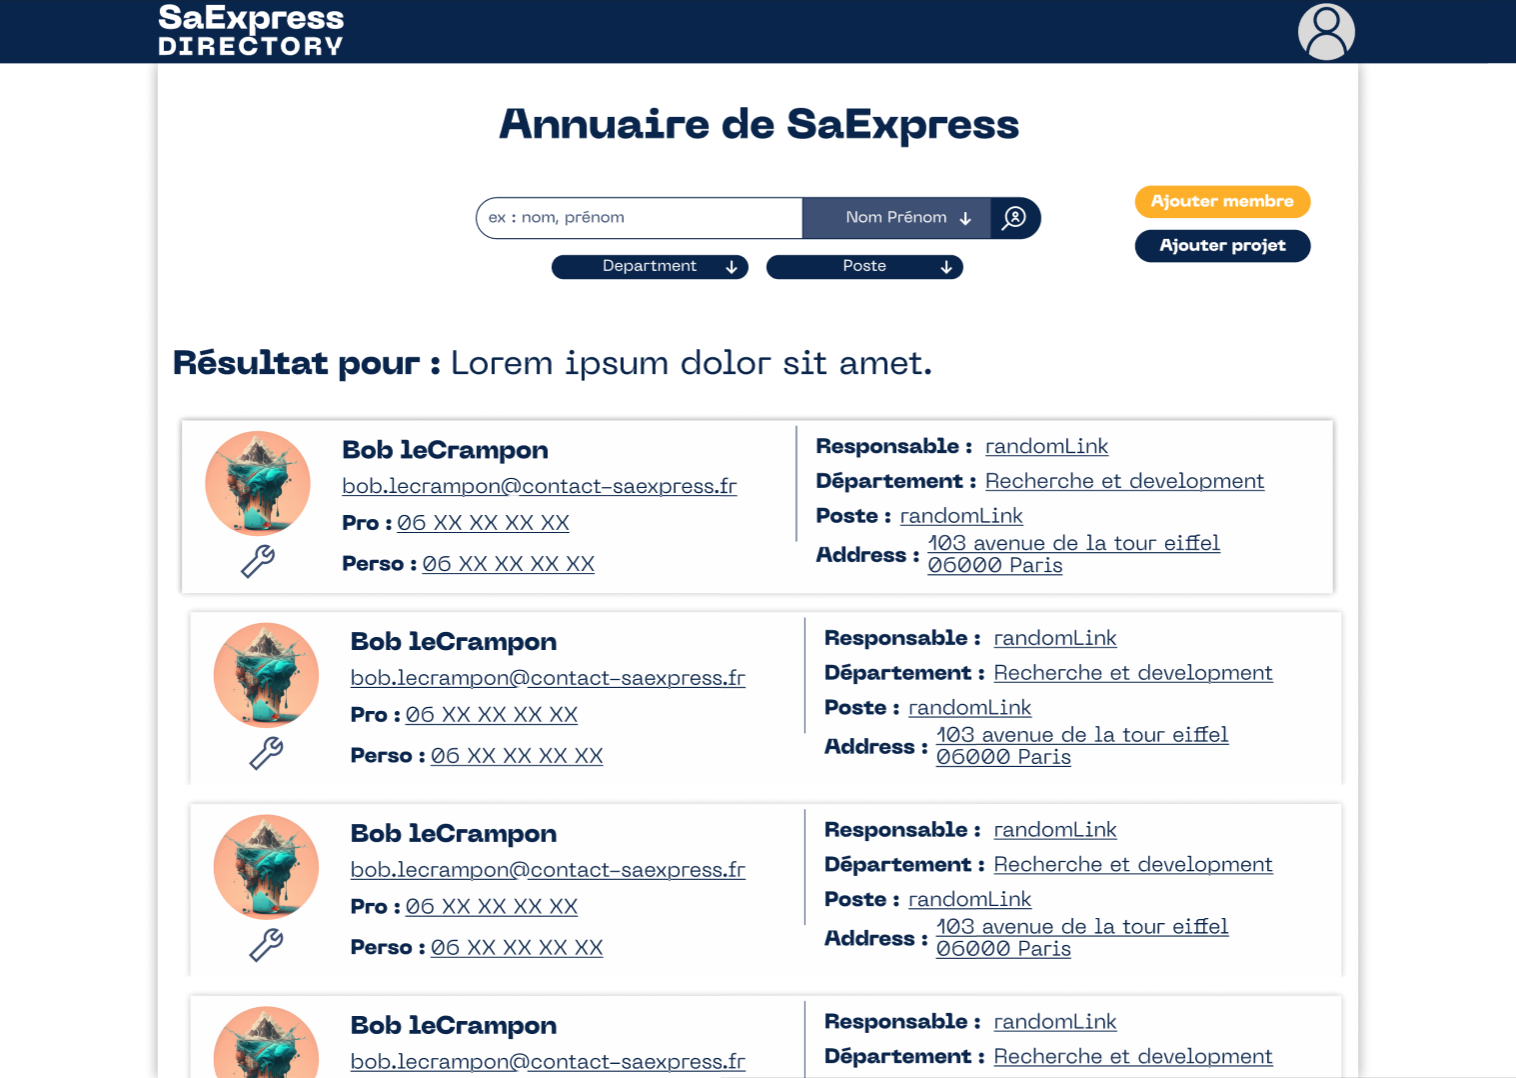 SaExpress
DIRECTORY
Annuaire de SaExpress
ex : nom, prénom
Nom Prénom
Department
Poste
Ajouter membre
Ajouter projet
Résultat pour : Lorem ipsum dolor sit amet.
Bob leCrampon
bob.lecrampon@contact-saexpress.fr
Pro : 06 XX XX XX XX
Perso : 06 XX XX XX XX
Responsable : randomLink
Département : Recherche et development
Poste : randomLink
Address : 103 avenue de la tour eiffel
06000 Paris
Bob leCrampon
bob.lecrampon@contact-saexpress.fr
Pro : 06 XX XX XX XX
Perso : 06 XX XX XX XX
Responsable : randomLink
Département : Recherche et development
Poste : randomLink
Address : 103 avenue de la tour eiffel
06000 Paris
Bob leCrampon
bob.lecrampon@contact-saexpress.fr
Pro : 06 XX XX XX XX
Perso : 06 XX XX XX XX
Responsable : randomLink
Département : Recherche et development
Poste : randomLink
Address : 103 avenue de la tour eiffel
06000 Paris
Bob leCrampon
bob.lecrampon@contact-saexpress.fr
Responsable : randomLink
Département : Recherche et development